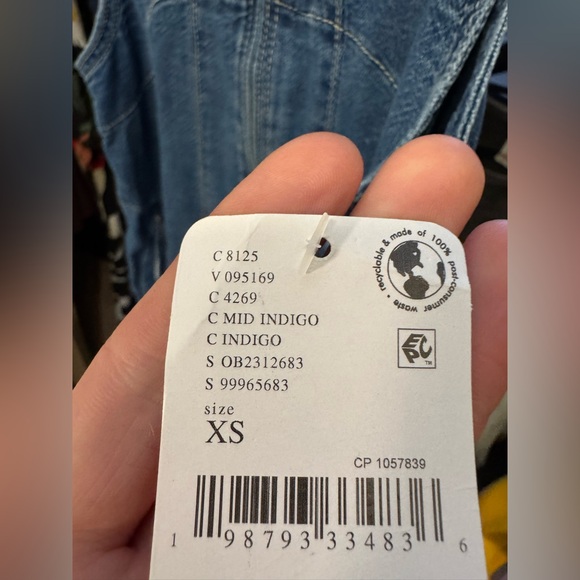 recyclable & made of 100% post-consumer waste •
C 8125
V 095169
C 4269
C MID INDIGO
C INDIGO
S OB2312683
S 99965683
EPC
TM
size
XS
CP 1057839
1 98793 33483 6